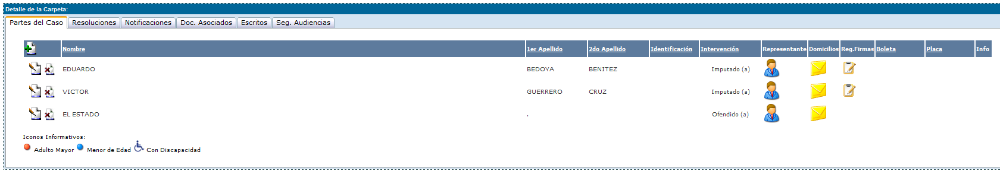 Detalle de la Carpeta:
Partes del Caso Resoluciones Notificaciones Doc. Asociados Escritos Seg. Audiencias
Nombre 1er Apellido 2do Apellido Identificación Intervención Representante Domicilios Reg.Firmas Boleta Placa Info
EDUARDO BEDOYA BENITEZ Imputado (a)
VICTOR GUERRERO CRUZ Imputado (a)
EL ESTADO . Ofendido (a)
Iconos Informativos:
Adulto Mayor Menor de Edad Con Discapacidad